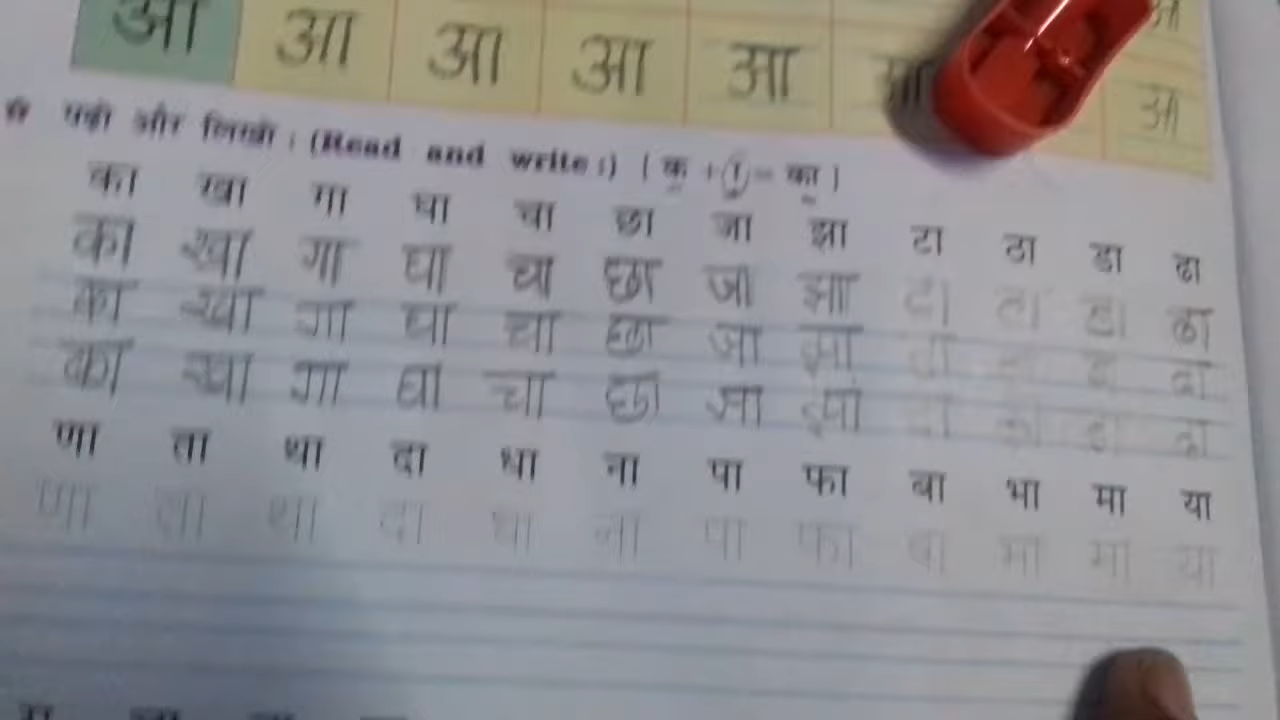 आ आ आ आ आ आ
पढ़ो और लिखो : (Read and write :) [ क + ा = का ]
का खा गा घा चा छा जा झा टा ठा डा ढा
का खा गा घा चा छा जा झा टा ठा डा ढा
का खा गा घा चा छा जा झा टा
का खा गा घा चा छा जा झा टा
णा ता था दा धा ना पा फा बा भा मा या
णा ता था दा धा ना पा फा बा भा मा या